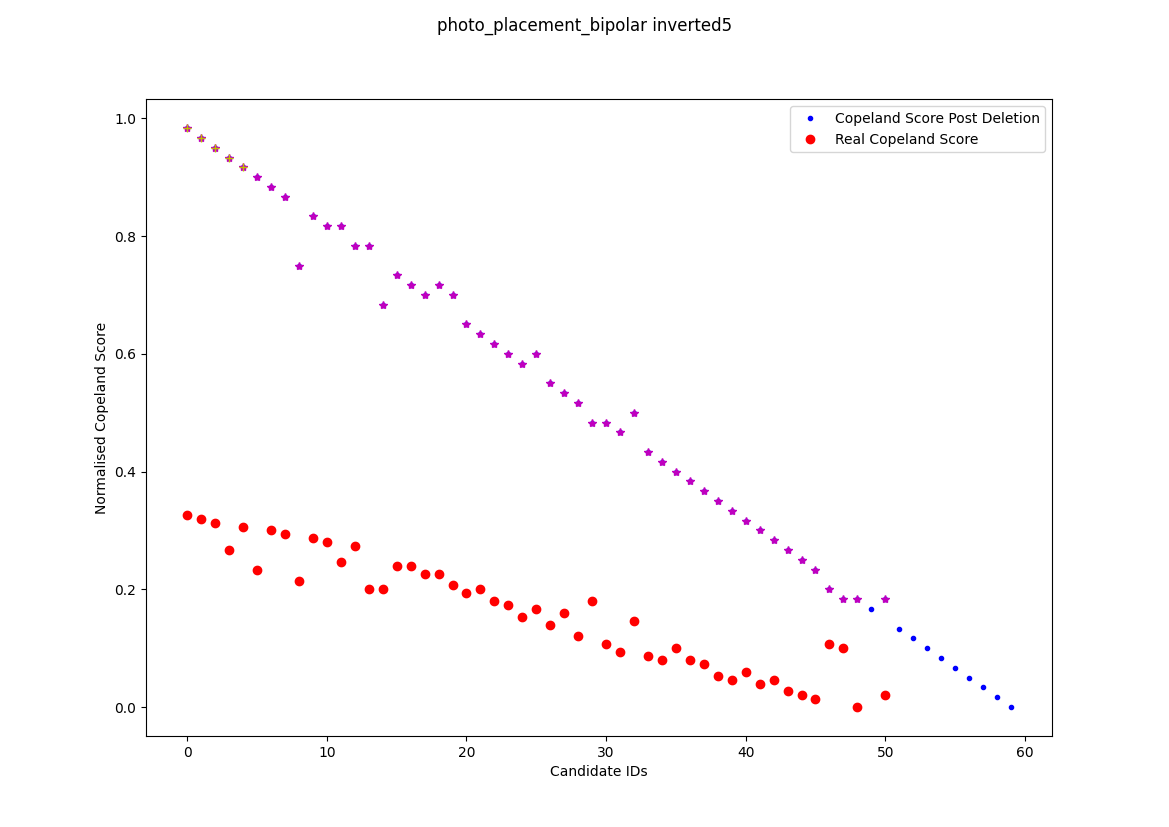 photo_placement_bipolar inverted5
Copeland Score Post Deletion
Real Copeland Score
Normalised Copeland Score
1.0
0.8
0.6
0.4
0.2
0.0
0
10
20
30
40
50
60
Candidate IDs